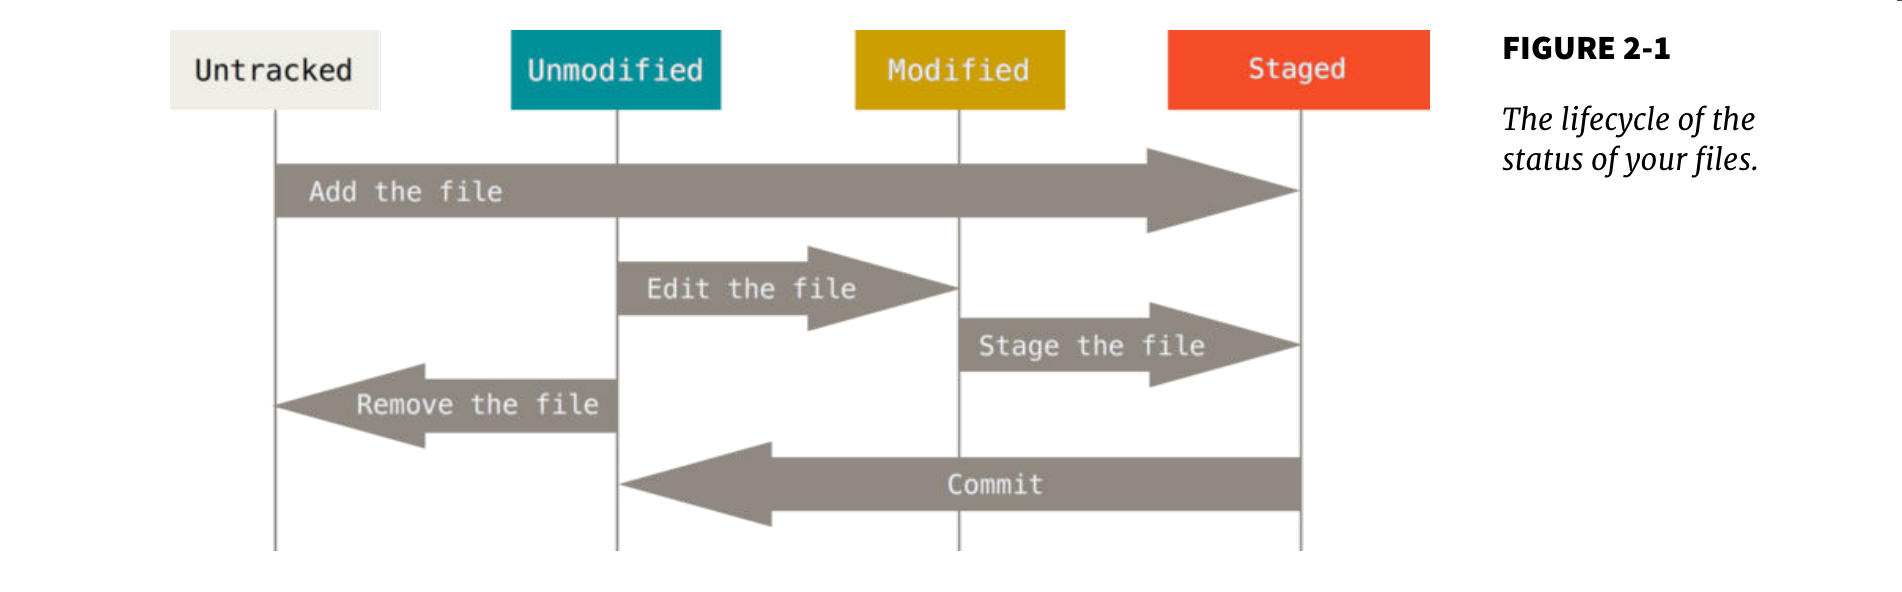 Untracked
Unmodified
Modified
Staged
Add the file
Edit the file
Stage the file
Remove the file
Commit
FIGURE 2-1
The lifecycle of the
status of your files.